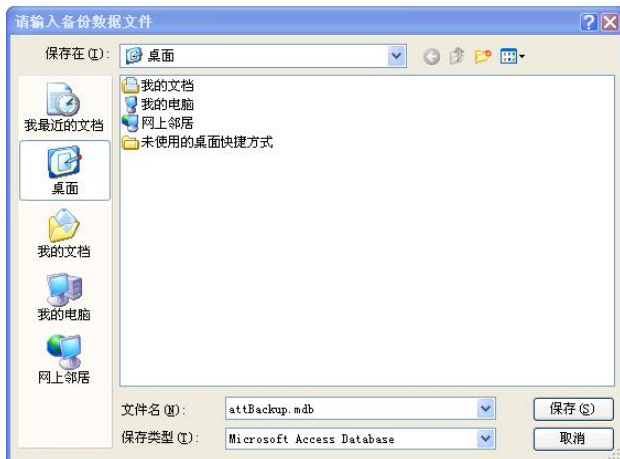 请输入备份数据文件
保存在(I): 桌面
我的文档
我的电脑
网上邻居
未使用的桌面快捷方式
我最近的文档
桌面
我的文档
我的电脑
网上邻居
文件名(N): attBackup.mdb 保存(S)
保存类型(T): Microsoft Access Database 取消